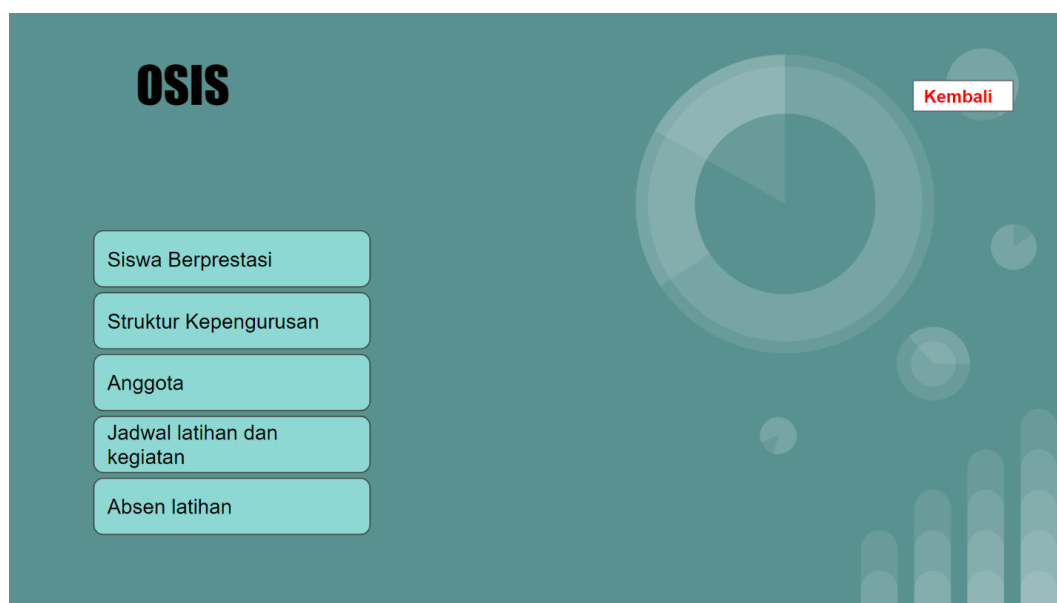 OSIS
Kembali
Siswa Berprestasi
Struktur Kepengurusan
Anggota
Jadwal latihan dan
kegiatan
Absen latihan